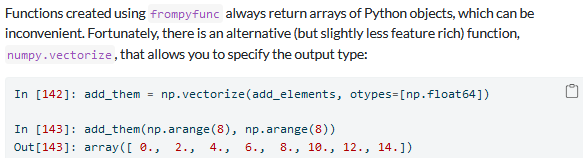 Functions created using frompyfunc always return arrays of Python objects, which can be
inconvenient. Fortunately, there is an alternative (but slightly less feature rich) function,
numpy.vectorize, that allows you to specify the output type:
In [142]: add_them = np.vectorize(add_elements, otypes=[np.float64])
In [143]: add_them(np.arange(8), np.arange(8))
Out[143]: array([ 0.,  2.,  4.,  6.,  8., 10., 12., 14.])